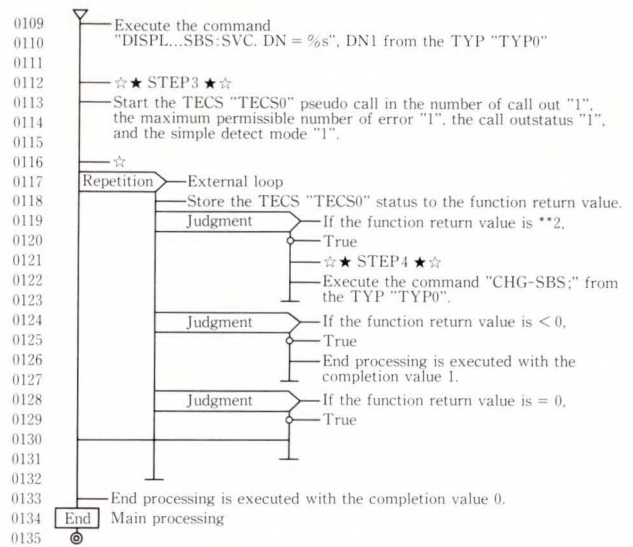 0109 Execute the command
0110 "DISPL...SBS:SVC. DN = %s", DN1 from the TYP "TYP0"
0111
0112 ☆★ STEP3 ★☆
0113 Start the TECS "TECS0" pseudo call in the number of call out "1",
0114 the maximum permissible number of error "1", the call outstatus "1",
0115 and the simple detect mode "1".
0116 ☆
0117 Repetition External loop
0118 Store the TECS "TECS0" status to the function return value.
0119 Judgment If the function return value is **2,
0120 True
0121 ☆★ STEP4 ★☆
0122 Execute the command "CHG-SBS;" from
0123 the TYP "TYP0".
0124 Judgment If the function return value is < 0,
0125 True
0126 End processing is executed with the
0127 completion value 1.
0128 Judgment If the function return value is = 0,
0129 True
0130
0131
0132
0133 End processing is executed with the completion value 0.
0134 End Main processing
0135